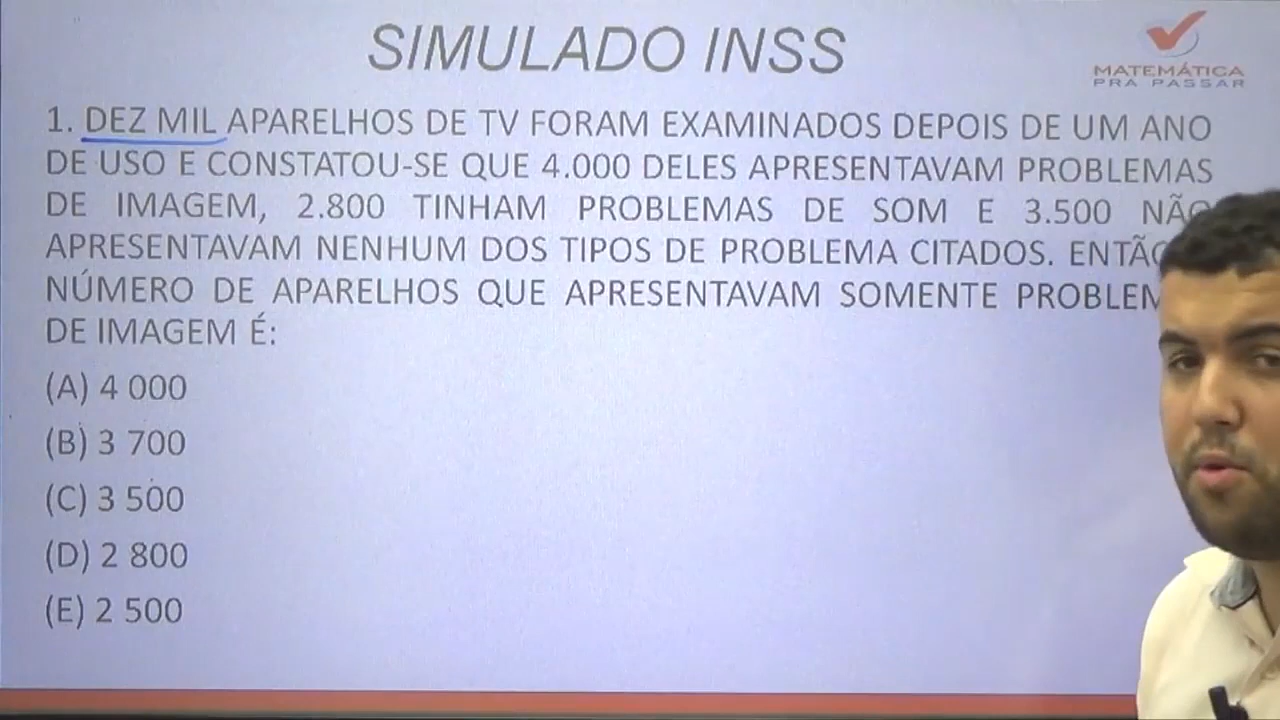 SIMULADO INSS
MATEMÁTICA
PRA PASSAR
1. DEZ MIL APARELHOS DE TV FORAM EXAMINADOS DEPOIS DE UM ANO
DE USO E CONSTATOU-SE QUE 4.000 DELES APRESENTAVAM PROBLEMAS
DE IMAGEM, 2.800 TINHAM PROBLEMAS DE SOM E 3.500 NÃO
APRESENTAVAM NENHUM DOS TIPOS DE PROBLEMA CITADOS. ENTÃO
NÚMERO DE APARELHOS QUE APRESENTAVAM SOMENTE PROBLEM
DE IMAGEM É:
(A) 4 000
(B) 3 700
(C) 3 500
(D) 2 800
(E) 2 500